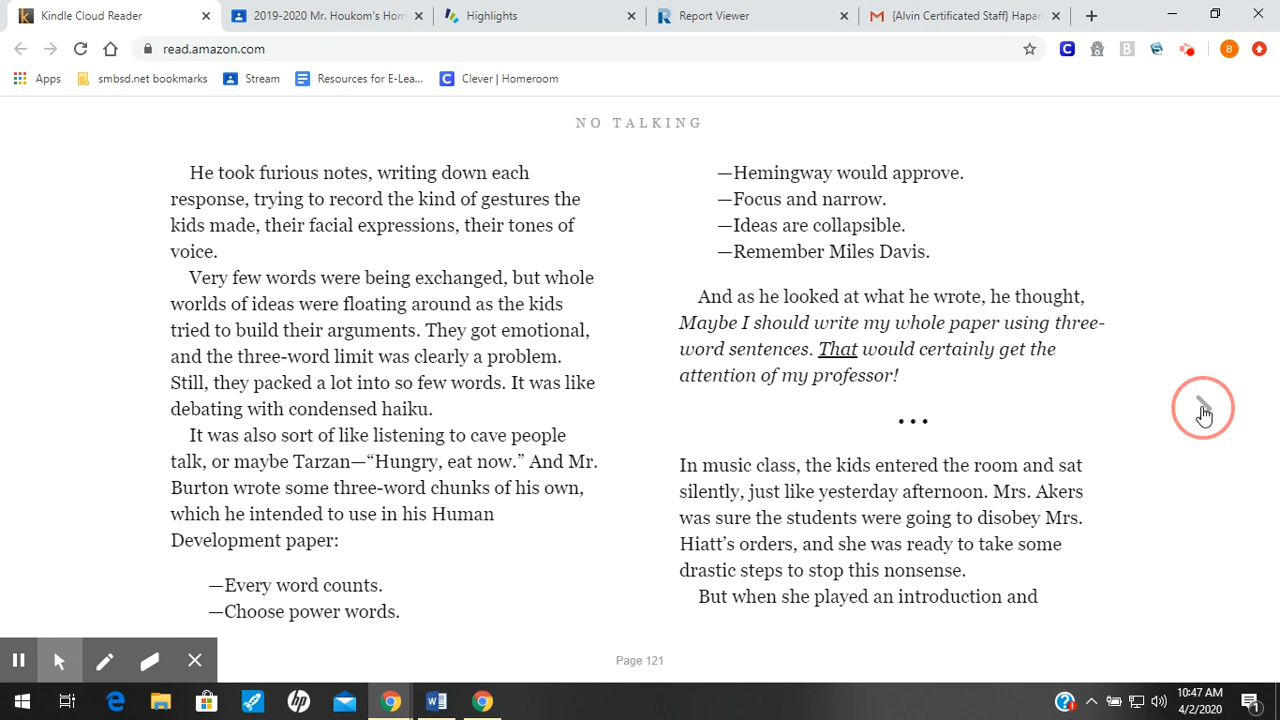 Kindle Cloud Reader
2019-2020 Mr. Houkom's Hom
Highlights
Report Viewer
{Alvin Certificated Staff} Hapar
read.amazon.com
Apps
smbsd.net bookmarks
Stream
Resources for E-Lea...
Clever | Homeroom
NO TALKING
He took furious notes, writing down each
response, trying to record the kind of gestures the
kids made, their facial expressions, their tones of
voice.
Very few words were being exchanged, but whole
worlds of ideas were floating around as the kids
tried to build their arguments. They got emotional,
and the three-word limit was clearly a problem.
Still, they packed a lot into so few words. It was like
debating with condensed haiku.
It was also sort of like listening to cave people
talk, or maybe Tarzan—“Hungry, eat now.” And Mr.
Burton wrote some three-word chunks of his own,
which he intended to use in his Human
Development paper:
—Every word counts.
—Choose power words.
—Hemingway would approve.
—Focus and narrow.
—Ideas are collapsible.
—Remember Miles Davis.
And as he looked at what he wrote, he thought,
Maybe I should write my whole paper using three-
word sentences. That would certainly get the
attention of my professor!
• • •
In music class, the kids entered the room and sat
silently, just like yesterday afternoon. Mrs. Akers
was sure the students were going to disobey Mrs.
Hiatt’s orders, and she was ready to take some
drastic steps to stop this nonsense.
But when she played an introduction and
Page 121
10:47 AM
4/2/2020